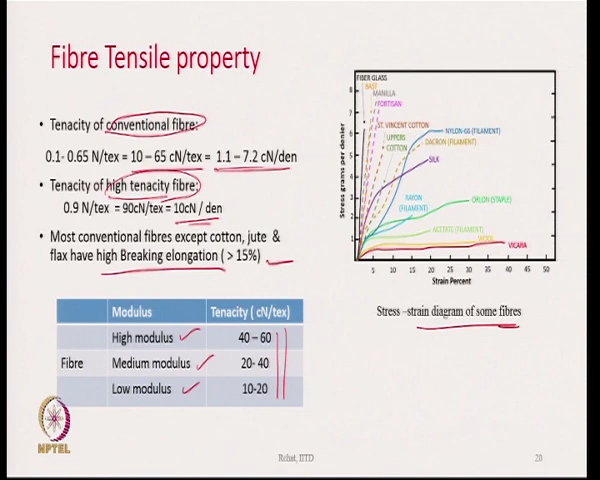 Fibre Tensile property
• Tenacity of conventional fibre:
0.1- 0.65 N/tex = 10 – 65 cN/tex = 1.1 – 7.2 cN/den
• Tenacity of high tenacity fibre:
0.9 N/tex = 90cN/tex = 10cN / den
• Most conventional fibres except cotton, jute &
flax have high Breaking elongation ( > 15%)
Modulus Tenacity ( cN/tex)
High modulus 40 – 60
Fibre Medium modulus 20- 40
Low modulus 10-20
FIBER GLASS
BAST
MANILLA
FORTISAN
ST. VINCENT COTTON
UPPERS
COTTON
NYLON-66 (FILAMENT)
DACRON (FILAMENT)
SILK
RAYON
(FILAMENT)
ORLON (STAPLE)
ACETATE (FILAMENT)
VICARA
Stress grams per denier
8
7
6
5
4
3
2
1
5 10 15 20 25 30 35 40 45 50
Strain Percent
Stress –strain diagram of some fibres
NPTEL
Rohat, IITD
20